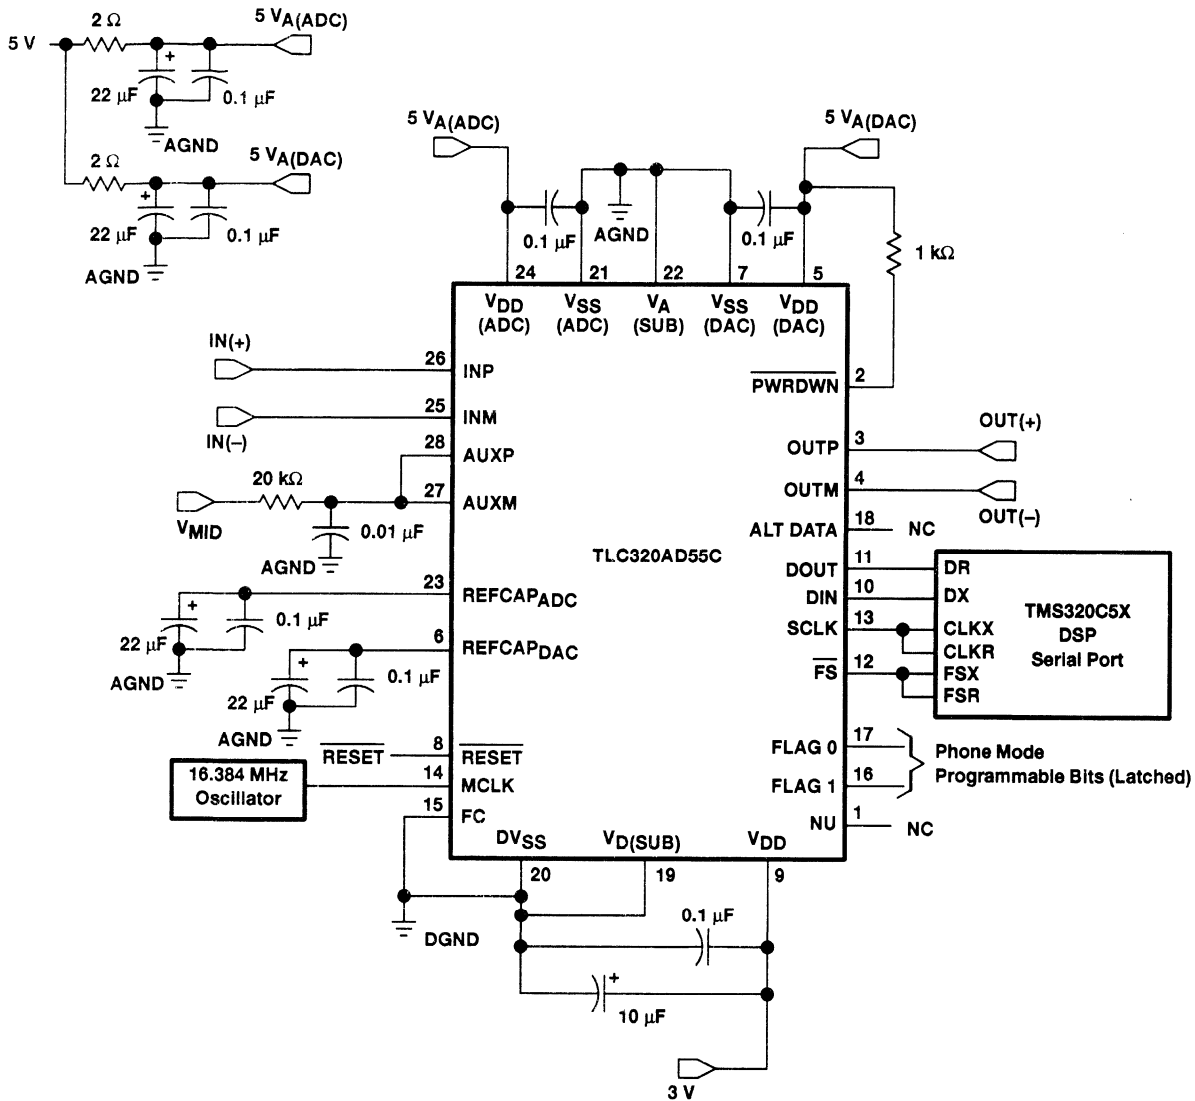 2 Ω
5 VA(ADC)
5 V
+
22 μF
0.1 μF
AGND
2 Ω
5 VA(DAC)
+
22 μF
0.1 μF
AGND
5 VA(ADC)
5 VA(DAC)
0.1 μF
AGND
0.1 μF
1 kΩ
24
21
22
7
5
VDD
(ADC)
VSS
(ADC)
VA
(SUB)
VSS
(DAC)
VDD
(DAC)
IN(+)
26
INP
PWRDWN
2
25
INM
IN(–)
28
AUXP
OUTP
3
OUT(+)
20 kΩ
27
AUXM
OUTM
4
OUT(–)
VMID
0.01 μF
AGND
ALT DATA
18
NC
TLC320AD55C
DOUT
11
DR
DIN
10
DX
SCLK
13
CLKX
CLKR
FS
12
FSX
FSR
TMS320C5X
DSP
Serial Port
23
REFCAPADC
+
0.1 μF
22 μF
AGND
6
REFCAPDAC
+
0.1 μF
22 μF
AGND
RESET
8
RESET
16.384 MHz
Oscillator
14
MCLK
15
FC
FLAG 0
17
FLAG 1
16
Phone Mode
Programmable Bits (Latched)
NU
1
NC
DVSS
VD(SUB)
VDD
20
19
9
DGND
0.1 μF
+
10 μF
3 V